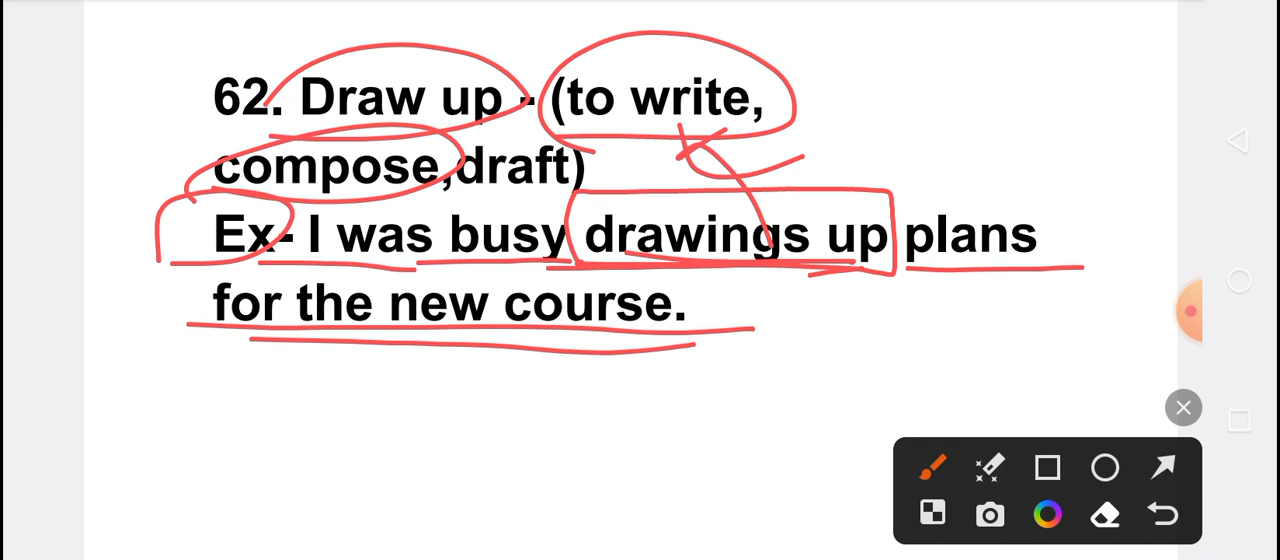 62. Draw up - (to write,
compose,draft)
Ex- I was busy drawings up plans
for the new course.